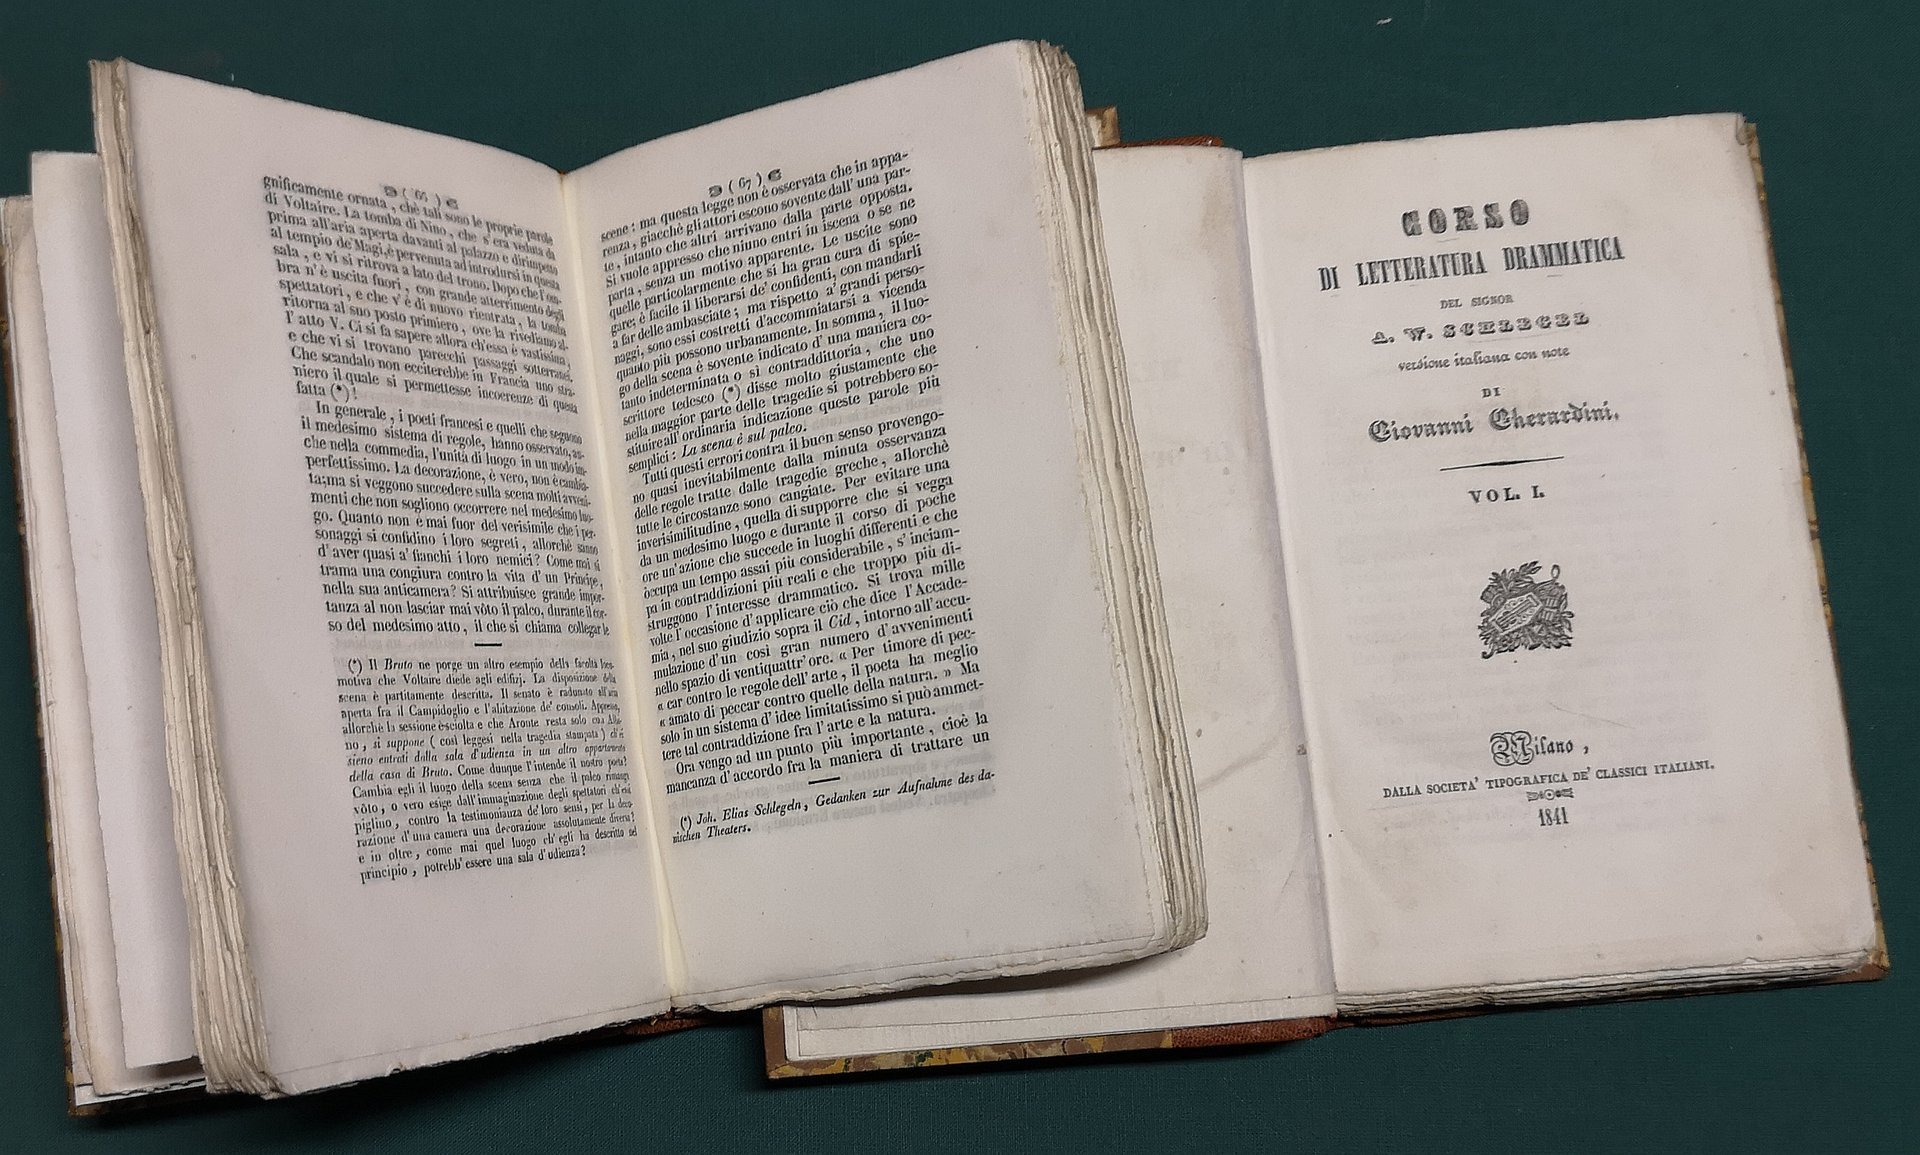 ( 66 )
gnificamente ornata, chè tali sono le proprie parole
di Voltaire. La tomba di Nino, che s'era veduta da
prima all'aria aperta davanti al palazzo e dirimpetto
al tempio de' Magi, è pervenuta ad introdursi in questa
sala, e vi si ritrova a lato del trono. Dopo che l'om-
bra n' è uscita fuori, con grande atterrimento degli
spettatori, e che v' è di nuovo rientrata, la tomba
ritorna al suo posto primiero, ove la rivediamo al-
l' atto V. Ci si fa sapere allora ch'essa è vastissima,
e che vi si trovano parecchi passaggi sotterranei.
Che scandalo non ecciterebbe in Francia uno stra-
niero il quale si permettesse incoerenze di questa
fatta (*)!
In generale, i poeti francesi e quelli che seguono
il medesimo sistema di regole, hanno osservato, an-
che nella commedia, l'unità di luogo in un modo im-
perfettissimo. La decorazione, è vero, non è cambia-
ta; ma si veggono succedere sulla scena molti avveni-
menti che non sogliono occorrere nel medesimo luo-
go. Quanto non è mai fuor del verisimile che i per-
sonaggi si confidino i loro segreti, allorchè sanno
d' aver quasi a' fianchi i loro nemici? Come mai si
trama una congiura contro la vita d' un Principe,
nella sua anticamera? Si attribuisce grande impor-
tanza al non lasciar mai vòto il palco, durante il cor-
so del medesimo atto, il che si chiama collegar le
(*) Il Bruto ne porge un altro esempio della facoltà loco-
motiva che Voltaire diede agli edifizj. La disposizione della
scena è partitamente descritta. Il senato è radunato all'aria
aperta fra il Campidoglio e l'abitazione de' consoli. Appresso,
allorchè la sessione è sciolta e che Aronte resta solo con Albi-
no, si suppone (così leggesi nella tragedia stampata) ch'ei
sieno entrati dalla sala d'udienza in un altro appartamento
della casa di Bruto. Come dunque l'intende il nostro poeta?
Cambia egli il luogo della scena senza che il palco rimanga
vòto, o vero esige dall'immaginazione degli spettatori ch'essi
piglino, contro la testimonianza de' loro sensi, per la deco-
razione d'una camera una decorazione assolutamente diversa?
e in oltre, come mai quel luogo ch' egli ha descritto nel
principio, potrebb' essere una sala d' udienza?
( 67 )
scene: ma questa legge non è osservata che in appa-
renza, giacchè gli attori escono sovente dall' una par-
te, intanto che altri arrivano dalla parte opposta.
Si vuole appresso che niuno entri in iscena o se ne
parta, senza un motivo apparente. Le uscite sono
quelle particolarmente che si ha gran cura di spie-
gare; è facile il liberarsi de' confidenti, con mandarli
a far delle ambasciate; ma rispetto a' grandi perso-
naggi, sono essi costretti d'accommiatarsi a vicenda
quanto più possono urbanamente. In somma, il luo-
go della scena è sovente indicato d' una maniera co-
tanto indeterminata o sì contraddittoria, che uno
scrittore tedesco (*) disse molto giustamente che
nella maggior parte delle tragedie si potrebbero so-
stituire all' ordinaria indicazione queste parole più
semplici: La scena è sul palco.
Tutti questi errori contra il buon senso provengo-
no quasi inevitabilmente dalla minuta osservanza
delle regole tratte dalle tragedie greche, allorchè
tutte le circostanze sono cangiate. Per evitare una
inverisimilitudine, quella di supporre che si vegga
da un medesimo luogo e durante il corso di poche
ore un'azione che succede in luoghi differenti e che
occupa un tempo assai più considerabile, s' inciam-
pa in contraddizioni più reali e che troppo più di-
struggono l' interesse drammatico. Si trova mille
volte l' occasione d' applicare ciò che dice l' Accade-
mia, nel suo giudizio sopra il Cid, intorno all' accu-
mulazione d' un così gran numero d' avvenimenti
nello spazio di ventiquattr' ore. « Per timore di pec-
« car contro le regole dell' arte, il poeta ha meglio
« amato di peccar contro quelle della natura. » Ma
solo in un sistema d' idee limitatissimo si può ammet-
tere tal contraddizione fra l' arte e la natura.
Ora vengo ad un punto più importante, cioè la
mancanza d' accordo fra la maniera di trattare un
(*) Joh. Elias Schlegeln, Gedanken zur Aufnahme des da-
nischen Theaters.
CORSO
DI LETTERATURA DRAMMATICA
DEL SIGNOR
A. W. SCHLEGEL
versione italiana con note
DI
Giovanni Gherardini.
VOL. I.
Milano,
DALLA SOCIETA' TIPOGRAFICA DE' CLASSICI ITALIANI.
1841